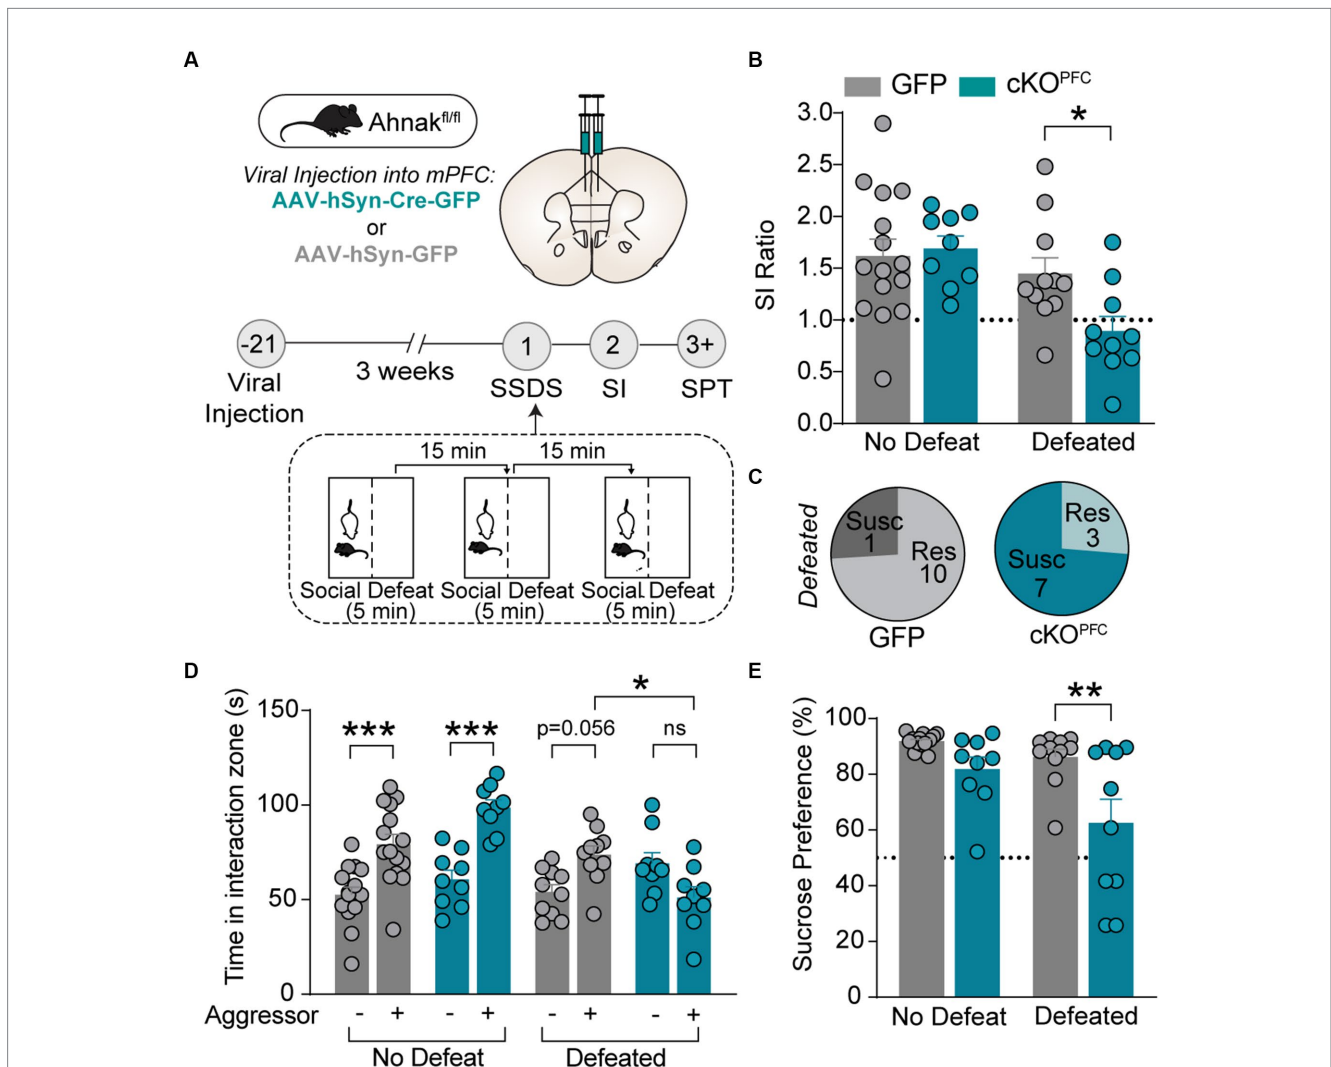 A
Ahnak^fl/fl
Viral Injection into mPFC:
AAV-hSyn-Cre-GFP
or
AAV-hSyn-GFP
-21
1
2
3+
3 weeks
Viral
Injection
SSDS
SI
SPT
15 min
15 min
Social Defeat
(5 min)
Social Defeat
(5 min)
Social Defeat
(5 min)
B
GFP
cKO^PFC
*
SI Ratio
3.0
2.5
2.0
1.5
1.0
0.5
0.0
No Defeat
Defeated
C
Defeated
Susc
1
Res
10
GFP
Res
3
Susc
7
cKO^PFC
D
Time in interaction zone (s)
150
100
50
0
***
***
p=0.056
*
ns
Aggressor - + - + - + - +
No Defeat
Defeated
E
Sucrose Preference (%)
100
80
60
40
20
0
**
No Defeat
Defeated